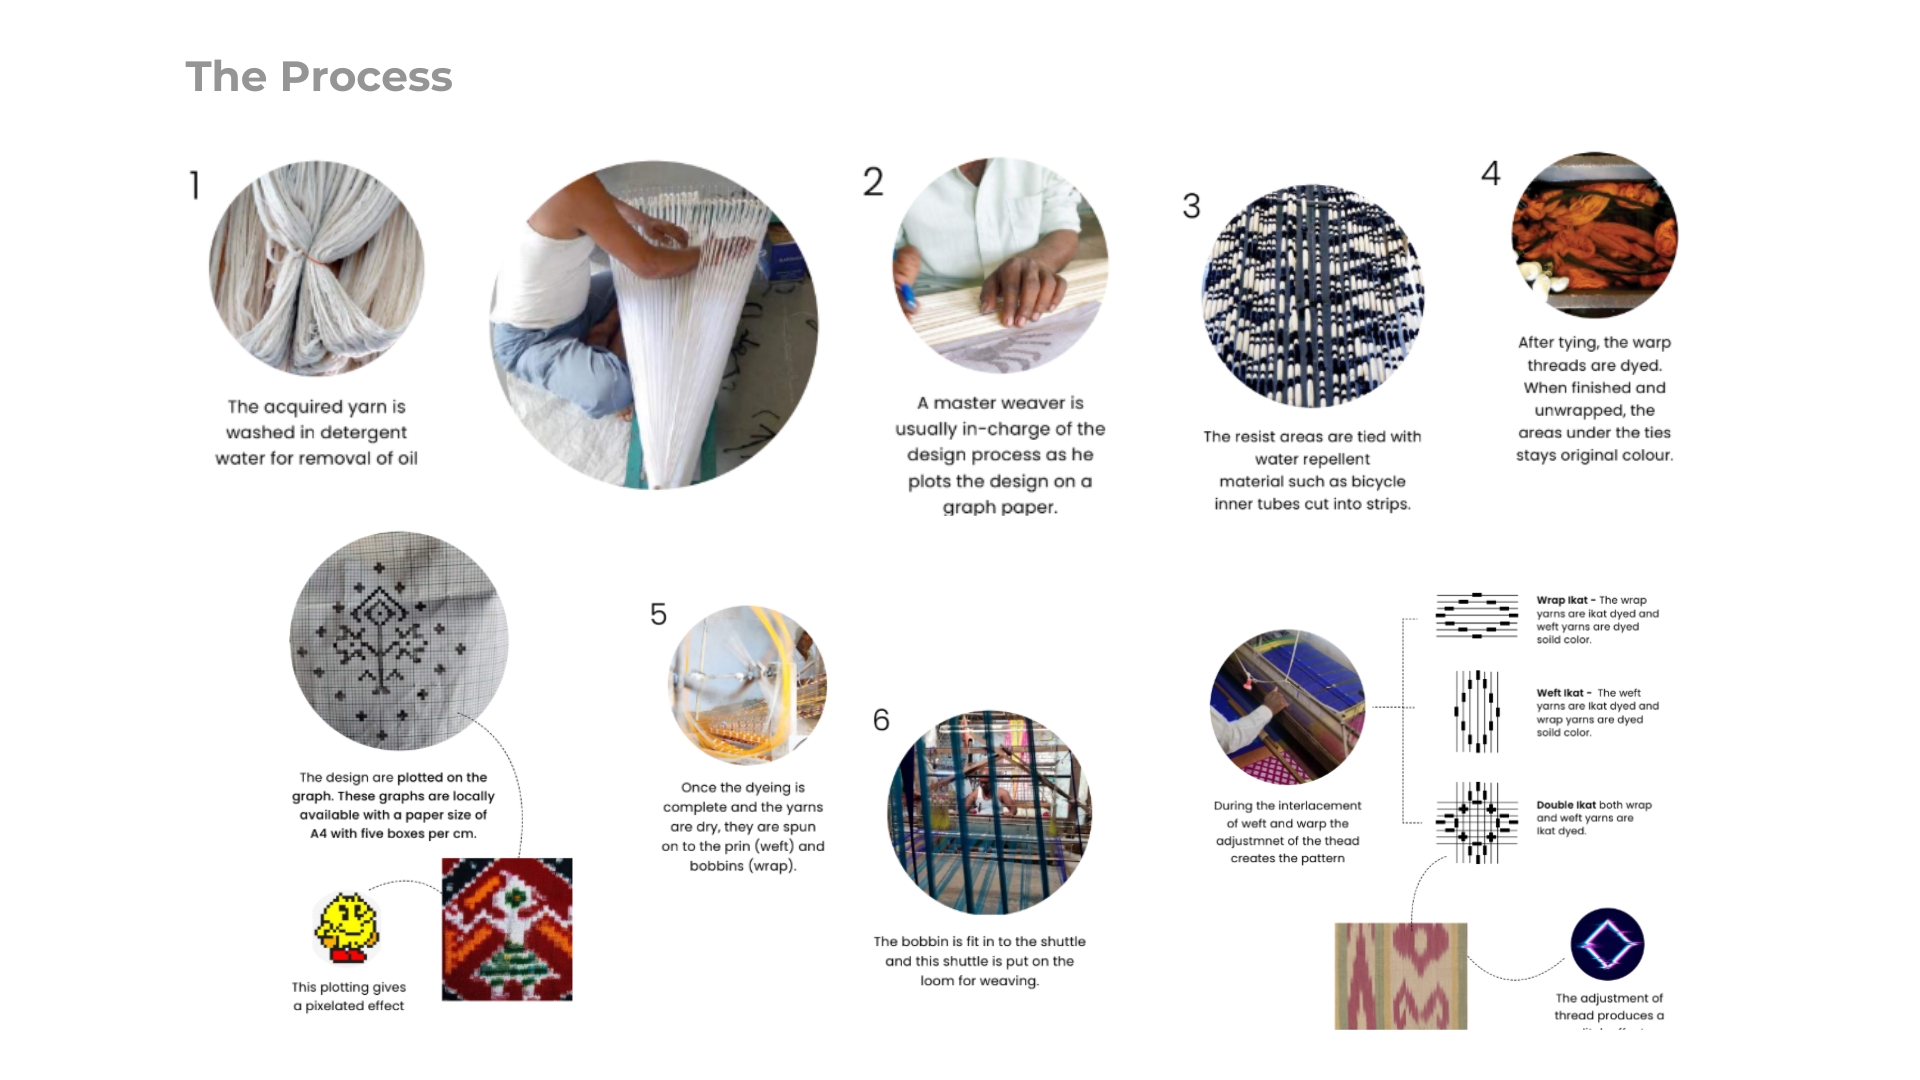 The Process
1
The acquired yarn is
washed in detergent
water for removal of oil
2
A master weaver is
usually in-charge of the
design process as he
plots the design on a
graph paper.
3
The resist areas are tied with
water repellent
material such as bicycle
inner tubes cut into strips.
4
After tying, the warp
threads are dyed.
When finished and
unwrapped, the
areas under the ties
stays original colour.
The design are plotted on the
graph. These graphs are locally
available with a paper size of
A4 with five boxes per cm.
This plotting gives
a pixelated effect
5
Once the dyeing is
complete and the yarns
are dry, they are spun
on to the prin (weft) and
bobbins (wrap).
6
The bobbin is fit in to the shuttle
and this shuttle is put on the
loom for weaving.
During the interlacement
of weft and warp the
adjustmnet of the thead
creates the pattern
Wrap Ikat - The wrap
yarns are ikat dyed and
weft yarns are dyed
soild color.
Weft Ikat - The weft
yarns are Ikat dyed and
wrap yarns are dyed
soild color.
Double Ikat both wrap
and weft yarns are
Ikat dyed.
The adjustment of
thread produces a